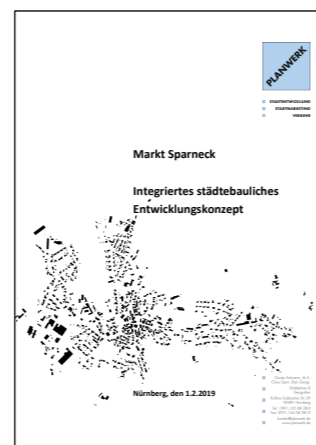 PLANWERK
STADTENTWICKLUNG
STADTMARKETING
VERKEHR
Markt Sparneck
Integriertes städtebauliches
Entwicklungskonzept
Nürnberg, den 1.2.2019